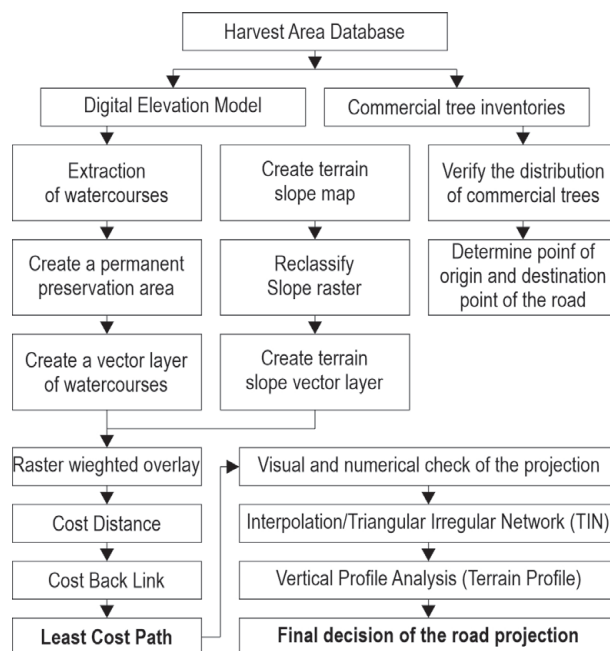 Harvest Area Database
Digital Elevation Model
Commercial tree inventories
Extraction
of watercourses
Create terrain
slope map
Verify the distribution
of commercial trees
Create a permanent
preservation area
Reclassify
Slope raster
Determine poinf of
origin and destination
point of the road
Create a vector layer
of watercourses
Create terrain
slope vector layer
Raster wieghted overlay
Visual and numerical check of the projection
Cost Distance
Interpolation/Triangular Irregular Network (TIN)
Cost Back Link
Vertical Profile Analysis (Terrain Profile)
Least Cost Path
Final decision of the road projection